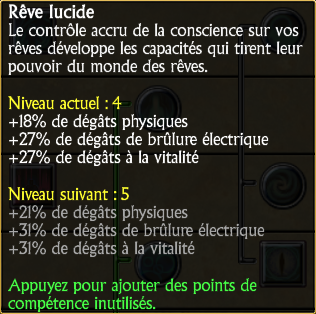 Rêve lucide
Le contrôle accru de la conscience sur vos
rêves développe les capacités qui tirent leur
pouvoir du monde des rêves.
Niveau actuel : 4
+18% de dégâts physiques
+27% de dégâts de brûlure électrique
+27% de dégâts à la vitalité
Niveau suivant : 5
+21% de dégâts physiques
+31% de dégâts de brûlure électrique
+31% de dégâts à la vitalité
Appuyez pour ajouter des points de
compétence inutilisés.